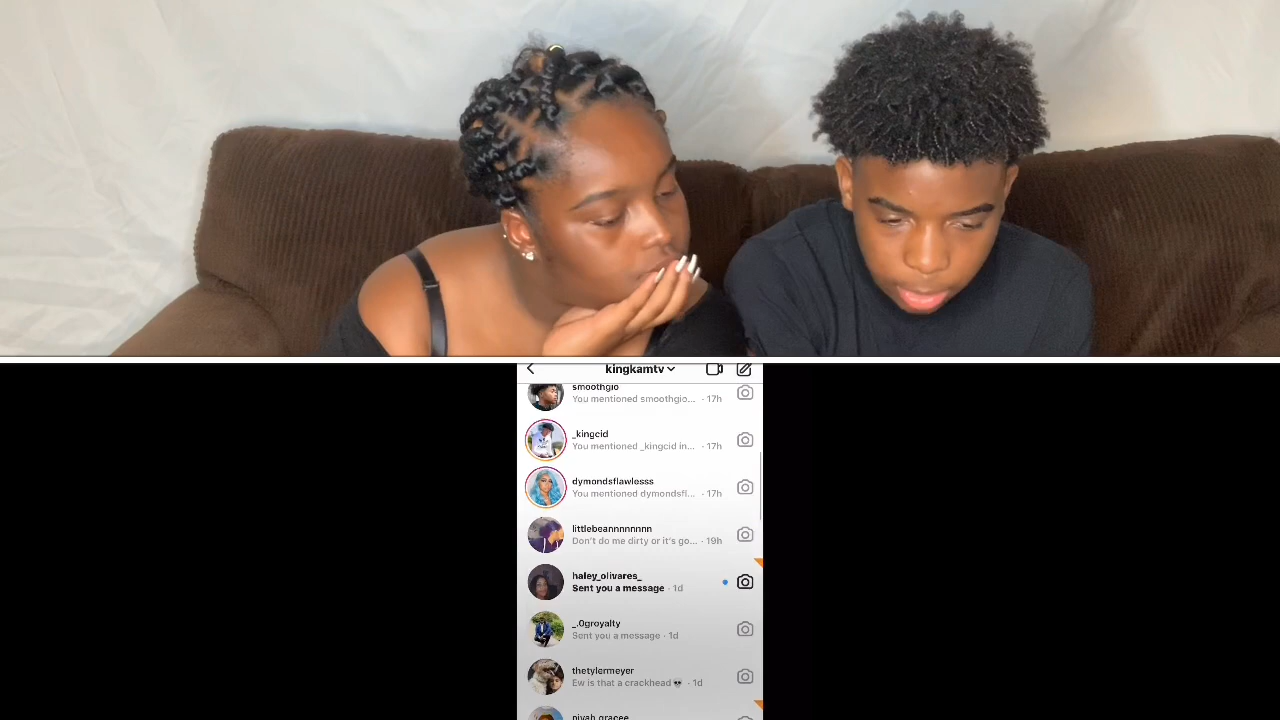 kingkamtv
smoothgio
You mentioned smoothgio... · 17h
_kingcid
You mentioned _kingcid in... · 17h
dymondsflawlesss
You mentioned dymondsfl... · 17h
littlebeannnnnnnn
Don't do me dirty or it's go... · 19h
haley_olivares_
Sent you a message · 1d
_.0groyalty
Sent you a message · 1d
thetylermeyer
Ew is that a crackhead 💀 · 1d
niyah.gracee